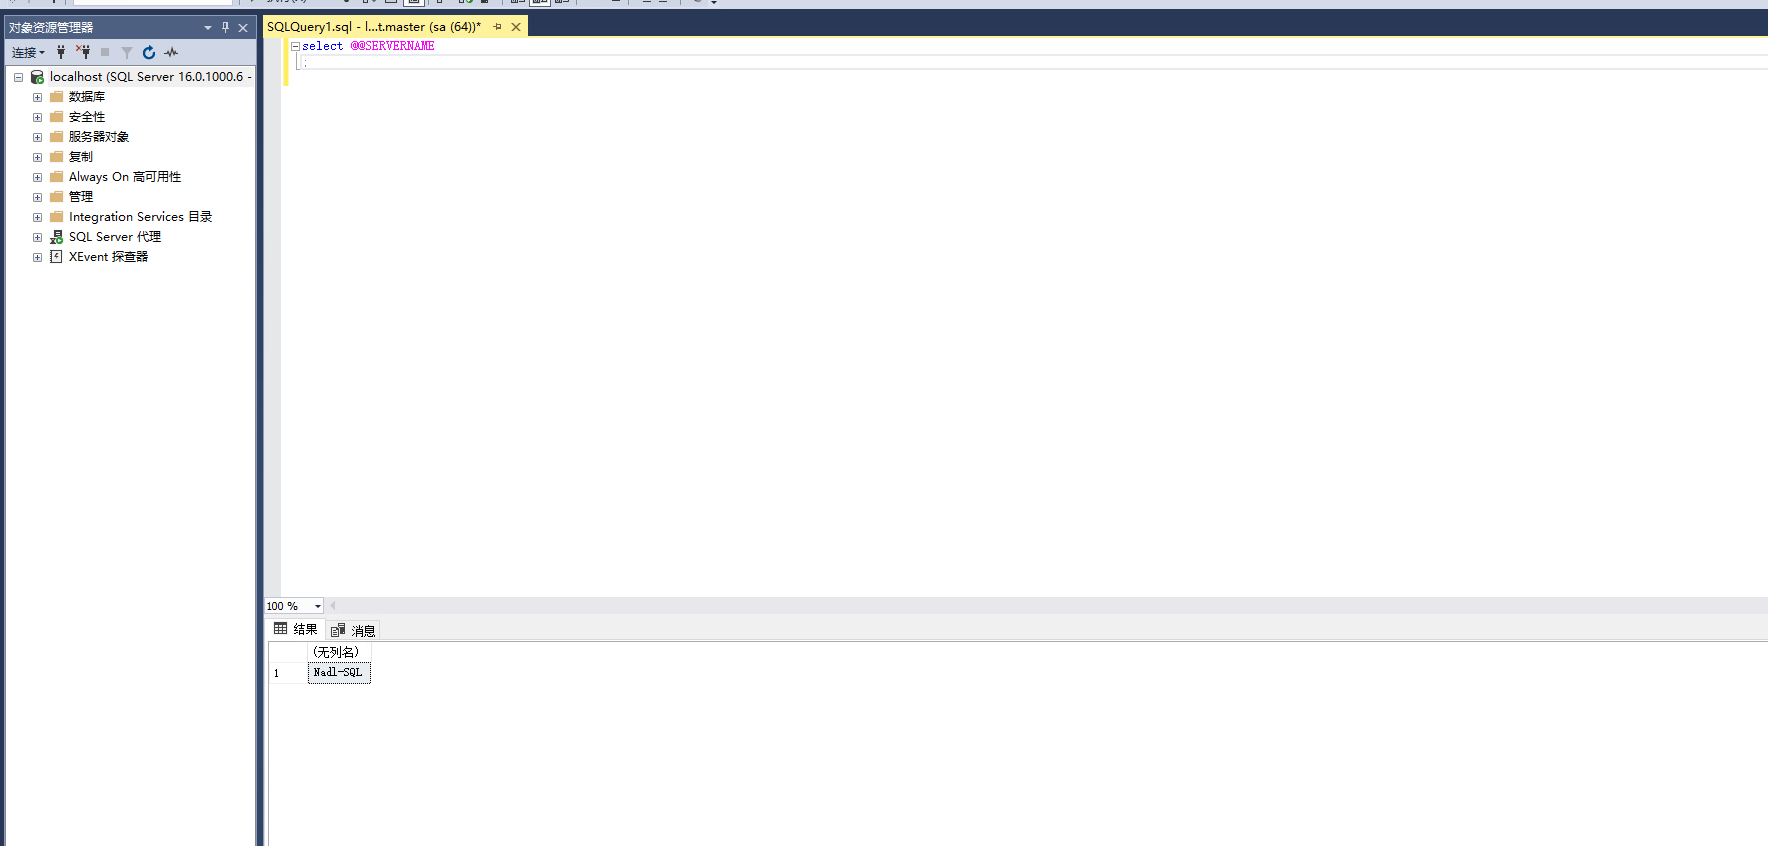 对象资源管理器
连接
localhost (SQL Server 16.0.1000.6 -
数据库
安全性
服务器对象
复制
Always On 高可用性
管理
Integration Services 目录
SQL Server 代理
XEvent 探查器
SQLQuery1.sql - l...t.master (sa (64))*
select @@SERVERNAME
;
100 %
结果 消息
(无列名)
1 Nadl-SQL